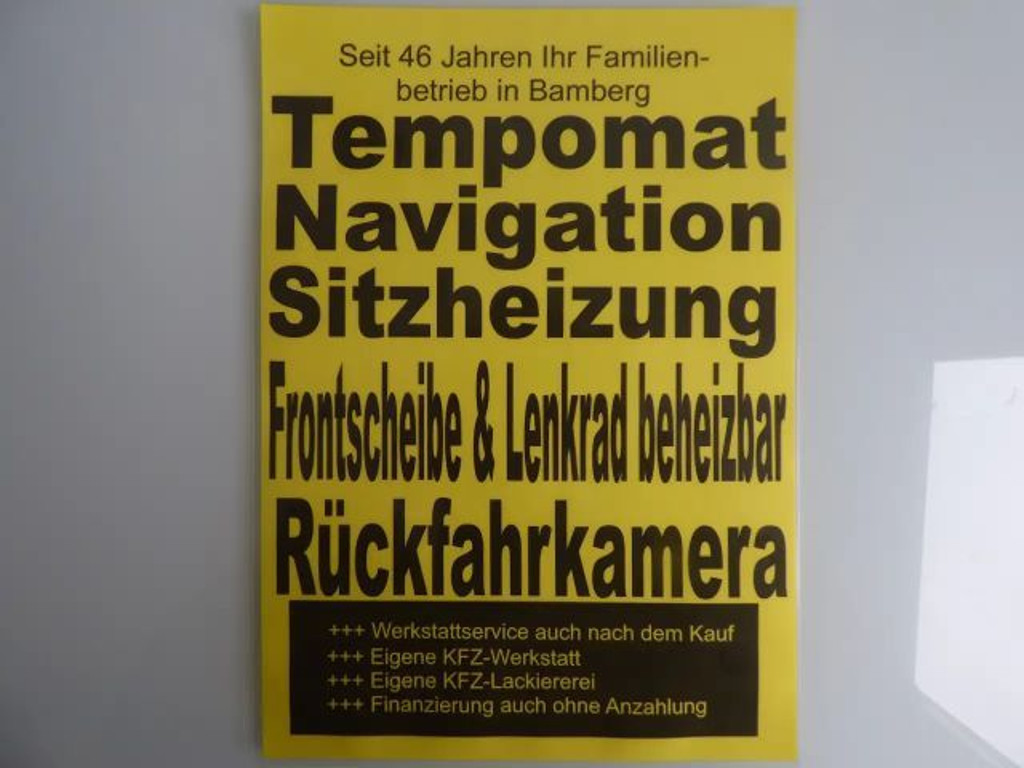 Seit 46 Jahren Ihr Familien-
betrieb in Bamberg
Tempomat
Navigation
Sitzheizung
Frontscheibe & Lenkrad beheizbar
Rückfahrkamera
+++ Werkstattservice auch nach dem Kauf
+++ Eigene KFZ-Werkstatt
+++ Eigene KFZ-Lackiererei
+++ Finanzierung auch ohne Anzahlung